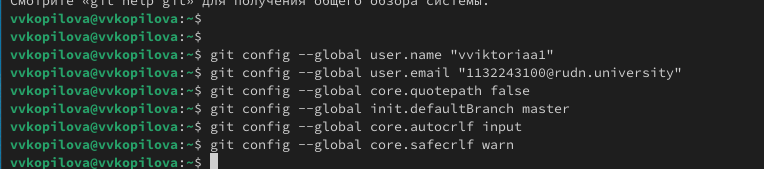 Смотрите «git help git» для получения общего обзора системы.
vvkopilova@vvkopilova:~$
vvkopilova@vvkopilova:~$
vvkopilova@vvkopilova:~$ git config --global user.name "vviktoriaa1"
vvkopilova@vvkopilova:~$ git config --global user.email "1132243100@rudn.university"
vvkopilova@vvkopilova:~$ git config --global core.quotepath false
vvkopilova@vvkopilova:~$ git config --global init.defaultBranch master
vvkopilova@vvkopilova:~$ git config --global core.autocrlf input
vvkopilova@vvkopilova:~$ git config --global core.safecrlf warn
vvkopilova@vvkopilova:~$